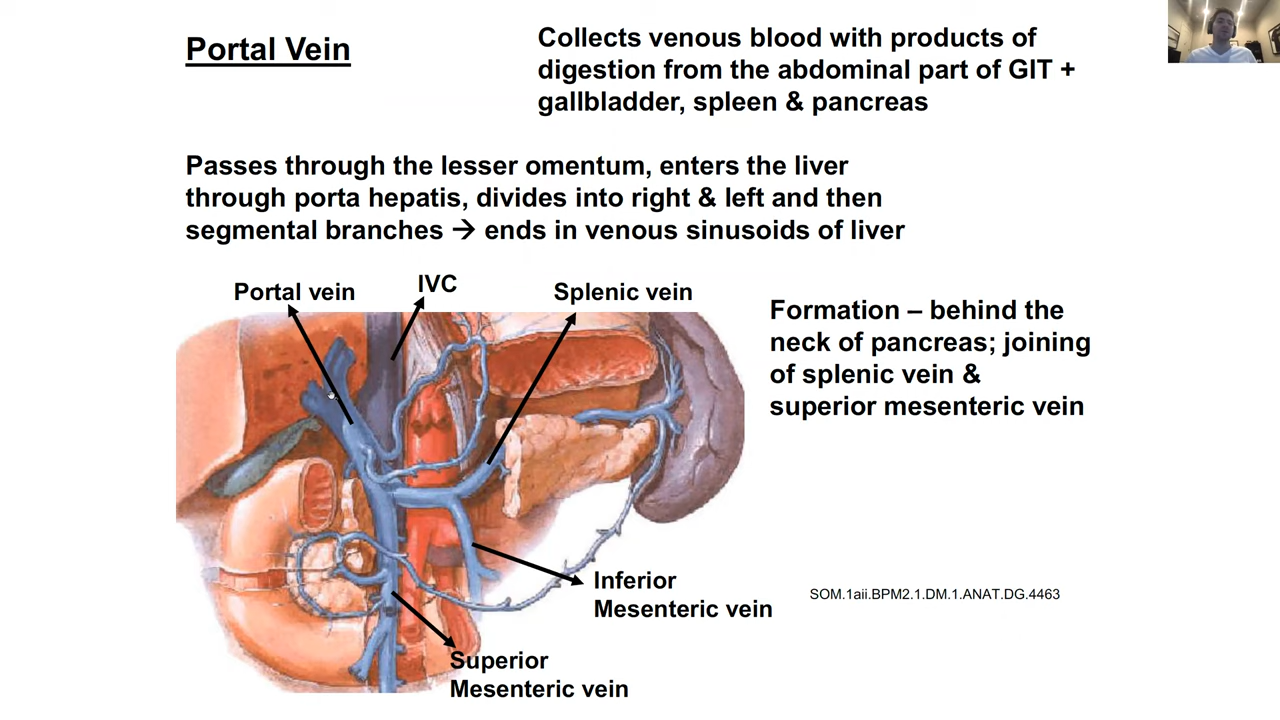 Portal Vein
Collects venous blood with products of
digestion from the abdominal part of GIT +
gallbladder, spleen & pancreas
Passes through the lesser omentum, enters the liver
through porta hepatis, divides into right & left and then
segmental branches → ends in venous sinusoids of liver
Portal vein
IVC
Splenic vein
Formation – behind the
neck of pancreas; joining
of splenic vein &
superior mesenteric vein
Inferior
Mesenteric vein
SOM.1aii.BPM2.1.DM.1.ANAT.DG.4463
Superior
Mesenteric vein